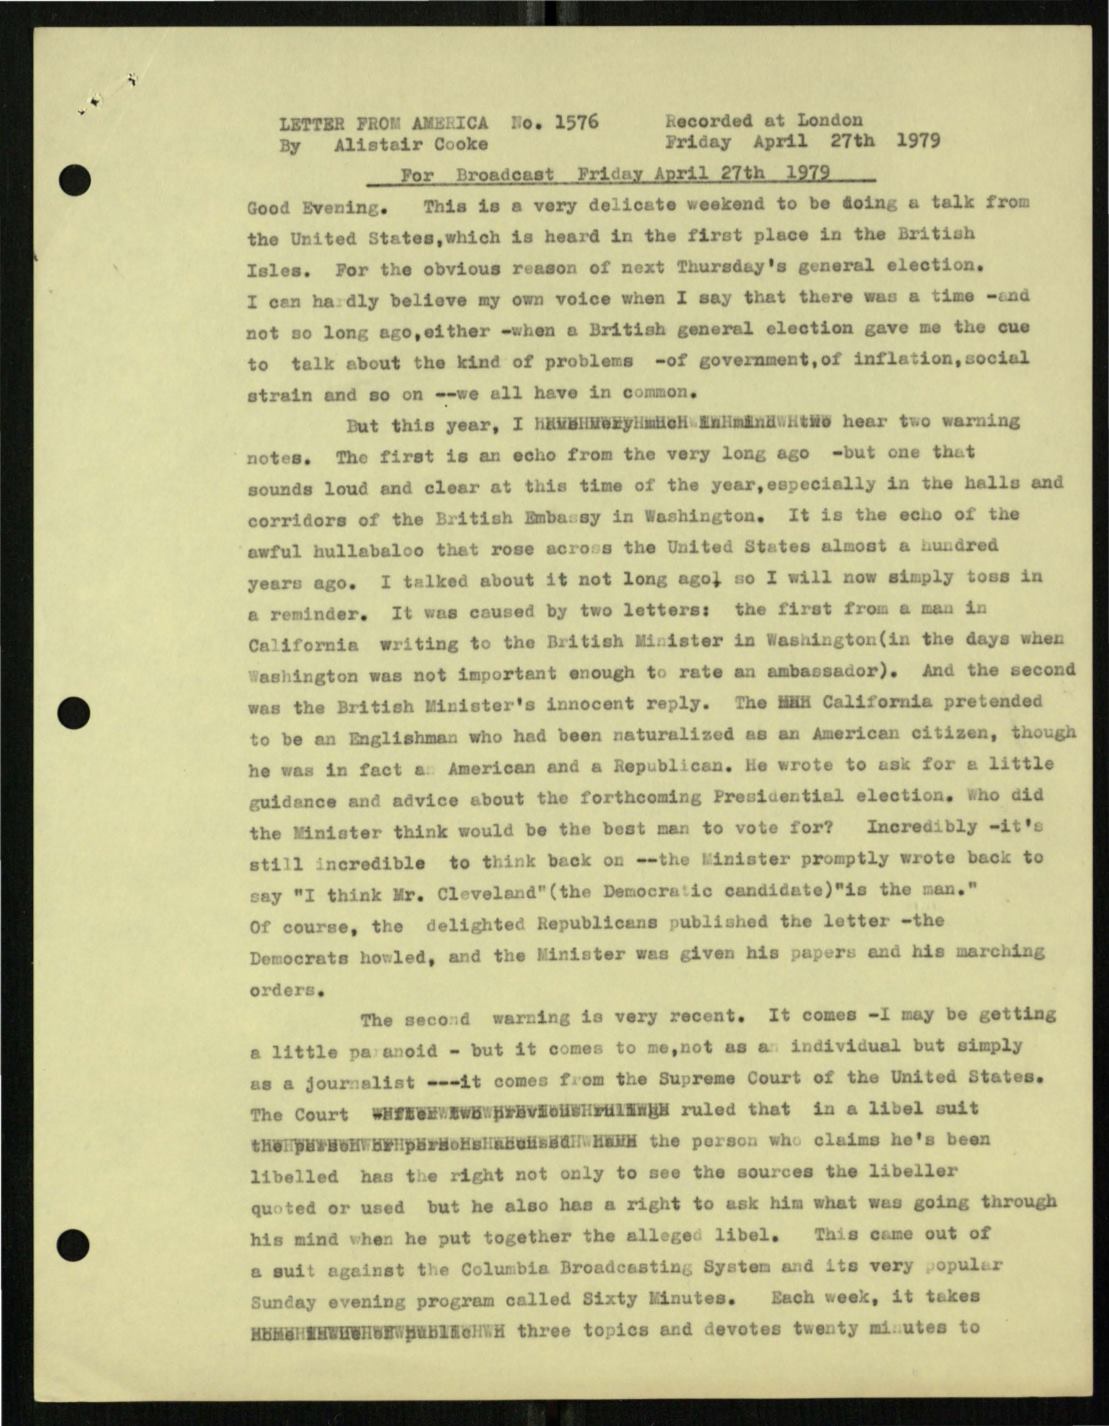 LETTER FROM AMERICA No. 1576 Recorded at London
By Alistair Cooke Friday April 27th 1979
For Broadcast Friday April 27th 1979
Good Evening. This is a very delicate weekend to be doing a talk from
the United States,which is heard in the first place in the British
Isles. For the obvious reason of next Thursday's general election.
I can hardly believe my own voice when I say that there was a time -and
not so long ago,either -when a British general election gave me the cue
to talk about the kind of problems -of government,of inflation,social
strain and so on --we all have in common.
But this year, I hear two warning
notes. The first is an echo from the very long ago -but one that
sounds loud and clear at this time of the year,especially in the halls and
corridors of the British Embassy in Washington. It is the echo of the
awful hullabaloo that rose across the United States almost a hundred
years ago. I talked about it not long ago, so I will now simply toss in
a reminder. It was caused by two letters: the first from a man in
California writing to the British Minister in Washington(in the days when
Washington was not important enough to rate an ambassador). And the second
was the British Minister's innocent reply. The California pretended
to be an Englishman who had been naturalized as an American citizen, though
he was in fact an American and a Republican. He wrote to ask for a little
guidance and advice about the forthcoming Presidential election. Who did
the Minister think would be the best man to vote for? Incredibly -it's
still incredible to think back on --the Minister promptly wrote back to
say "I think Mr. Cleveland"(the Democratic candidate)"is the man."
Of course, the delighted Republicans published the letter -the
Democrats howled, and the Minister was given his papers and his marching
orders.
The second warning is very recent. It comes -I may be getting
a little paranoid - but it comes to me,not as an individual but simply
as a journalist ---it comes from the Supreme Court of the United States.
The Court after two previous rulings ruled that in a libel suit
the person or persons accused have the person who claims he's been
libelled has the right not only to see the sources the libeller
quoted or used but he also has a right to ask him what was going through
his mind when he put together the alleged libel. This came out of
a suit against the Columbia Broadcasting System and its very popular
Sunday evening program called Sixty Minutes. Each week, it takes
three topics and devotes twenty minutes to